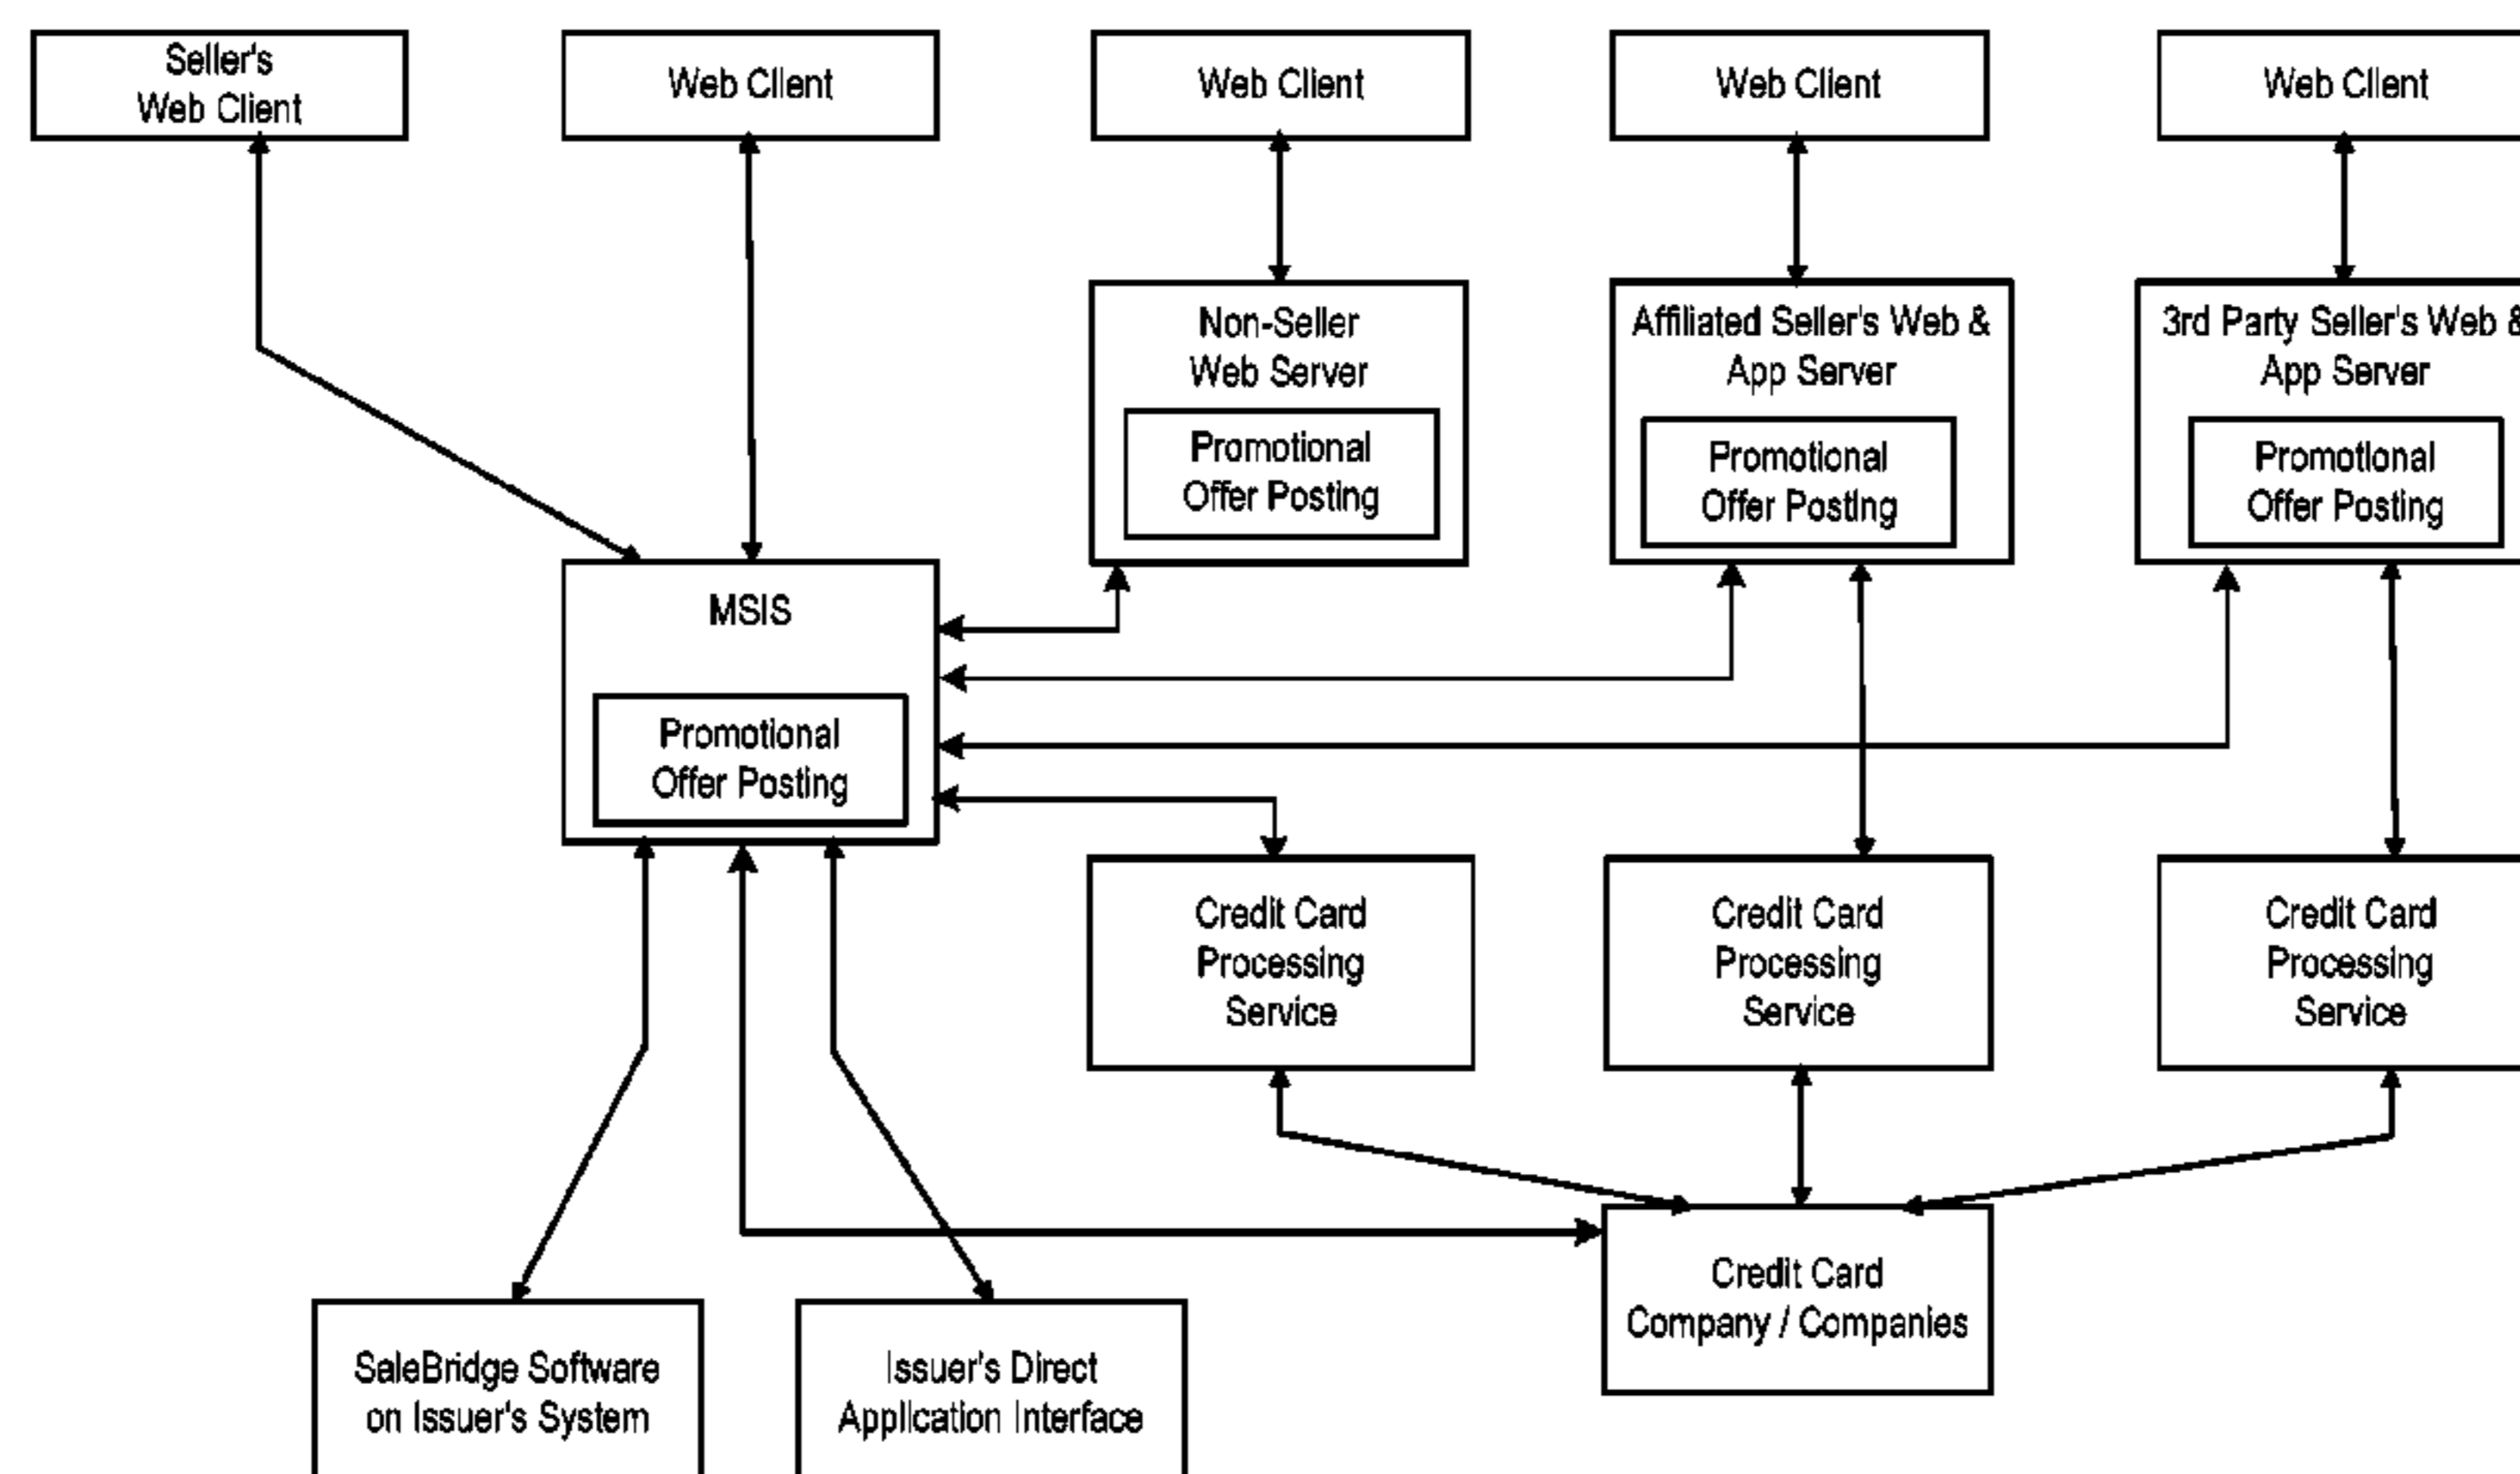 Seller's
Web Client
Web Client
Web Client
Web Client
Web Client
Non-Seller
Web Server
Promotional
Offer Posting
Affiliated Seller's Web &
App Server
Promotional
Offer Posting
3rd Party Seller's Web &
App Server
Promotional
Offer Posting
MSIS
Promotional
Offer Posting
Credit Card
Processing
Service
Credit Card
Processing
Service
Credit Card
Processing
Service
Credit Card
Company / Companies
SaleBridge Software
on Issuer's System
Issuer's Direct
Application Interface